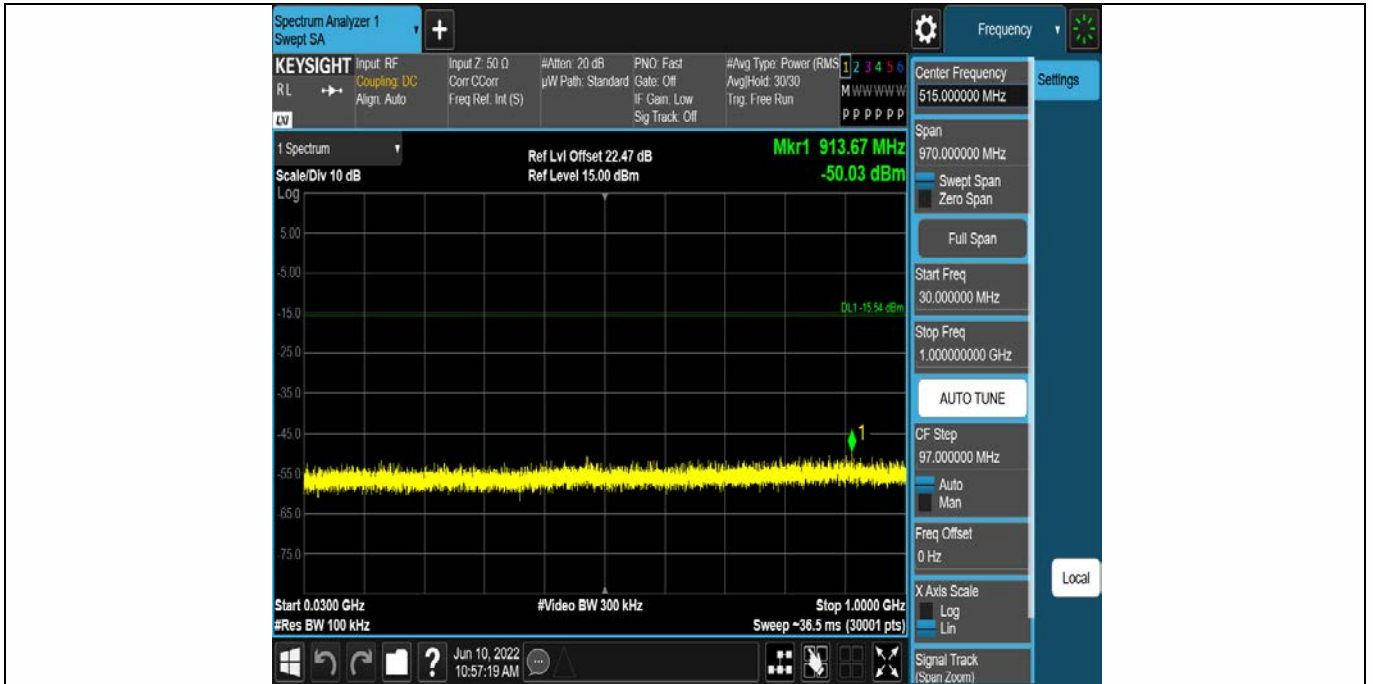 Spectrum Analyzer 1
Swept SA
+
Frequency
KEYSIGHT
RL
LXI
Input: RF
Coupling: DC
Align: Auto
Input Z: 50 Ω
Corr CCorr
Freq Ref: Int (S)
#Atten: 20 dB
µW Path: Standard
PNO: Fast
Gate: Off
IF Gain: Low
Sig Track: Off
#Avg Type: Power (RMS
Avg|Hold: 30/30
Trig: Free Run
1 2 3 4 5 6
M W W W W W
P P P P P P
Settings
Center Frequency
515.000000 MHz
Span
970.000000 MHz
Swept Span
Zero Span
Full Span
Start Freq
30.000000 MHz
Stop Freq
1.000000000 GHz
AUTO TUNE
CF Step
97.000000 MHz
Auto
Man
Freq Offset
0 Hz
X Axis Scale
Log
Lin
Signal Track
(Span Zoom)
Local
1 Spectrum
Scale/Div 10 dB
Log
Ref Lvl Offset 22.47 dB
Ref Level 15.00 dBm
Mkr1 913.67 MHz
-50.03 dBm
5.00
-5.00
-15.0
DL1 -15.54 dBm
-25.0
-35.0
-45.0
1
-55.0
-65.0
-75.0
Start 0.0300 GHz
#Res BW 100 kHz
#Video BW 300 kHz
Stop 1.0000 GHz
Sweep ~36.5 ms (30001 pts)
?
Jun 10, 2022
10:57:19 AM